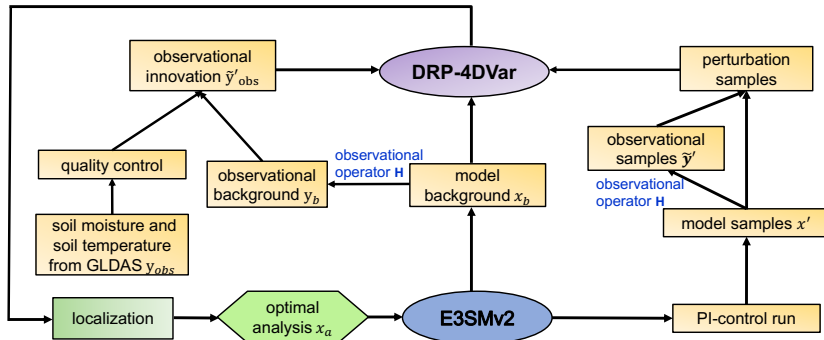 observational
innovation ỹ′obs
DRP-4DVar
perturbation
samples
quality control
observational
background yb
observational
operator H
model
background xb
observational
samples ỹ′
observational
operator H
soil moisture and
soil temperature
from GLDAS yobs
model samples x′
localization
optimal
analysis xa
E3SMv2
PI-control run